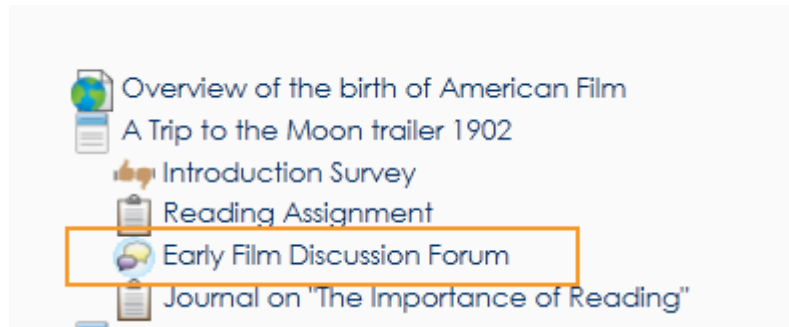 Overview of the birth of American Film
A Trip to the Moon trailer 1902
Introduction Survey
Reading Assignment
Early Film Discussion Forum
Journal on "The Importance of Reading"